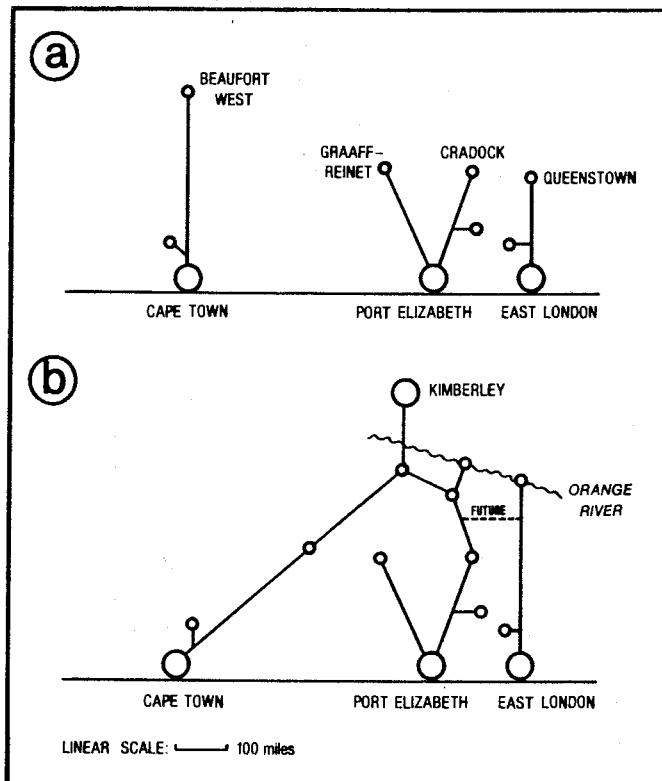 a
BEAUFORT
WEST
GRAAFF-
REINET
CRADOCK
QUEENSTOWN
CAPE TOWN
PORT ELIZABETH
EAST LONDON
b
KIMBERLEY
ORANGE
RIVER
FUTURE
CAPE TOWN
PORT ELIZABETH
EAST LONDON
LINEAR SCALE: 100 miles